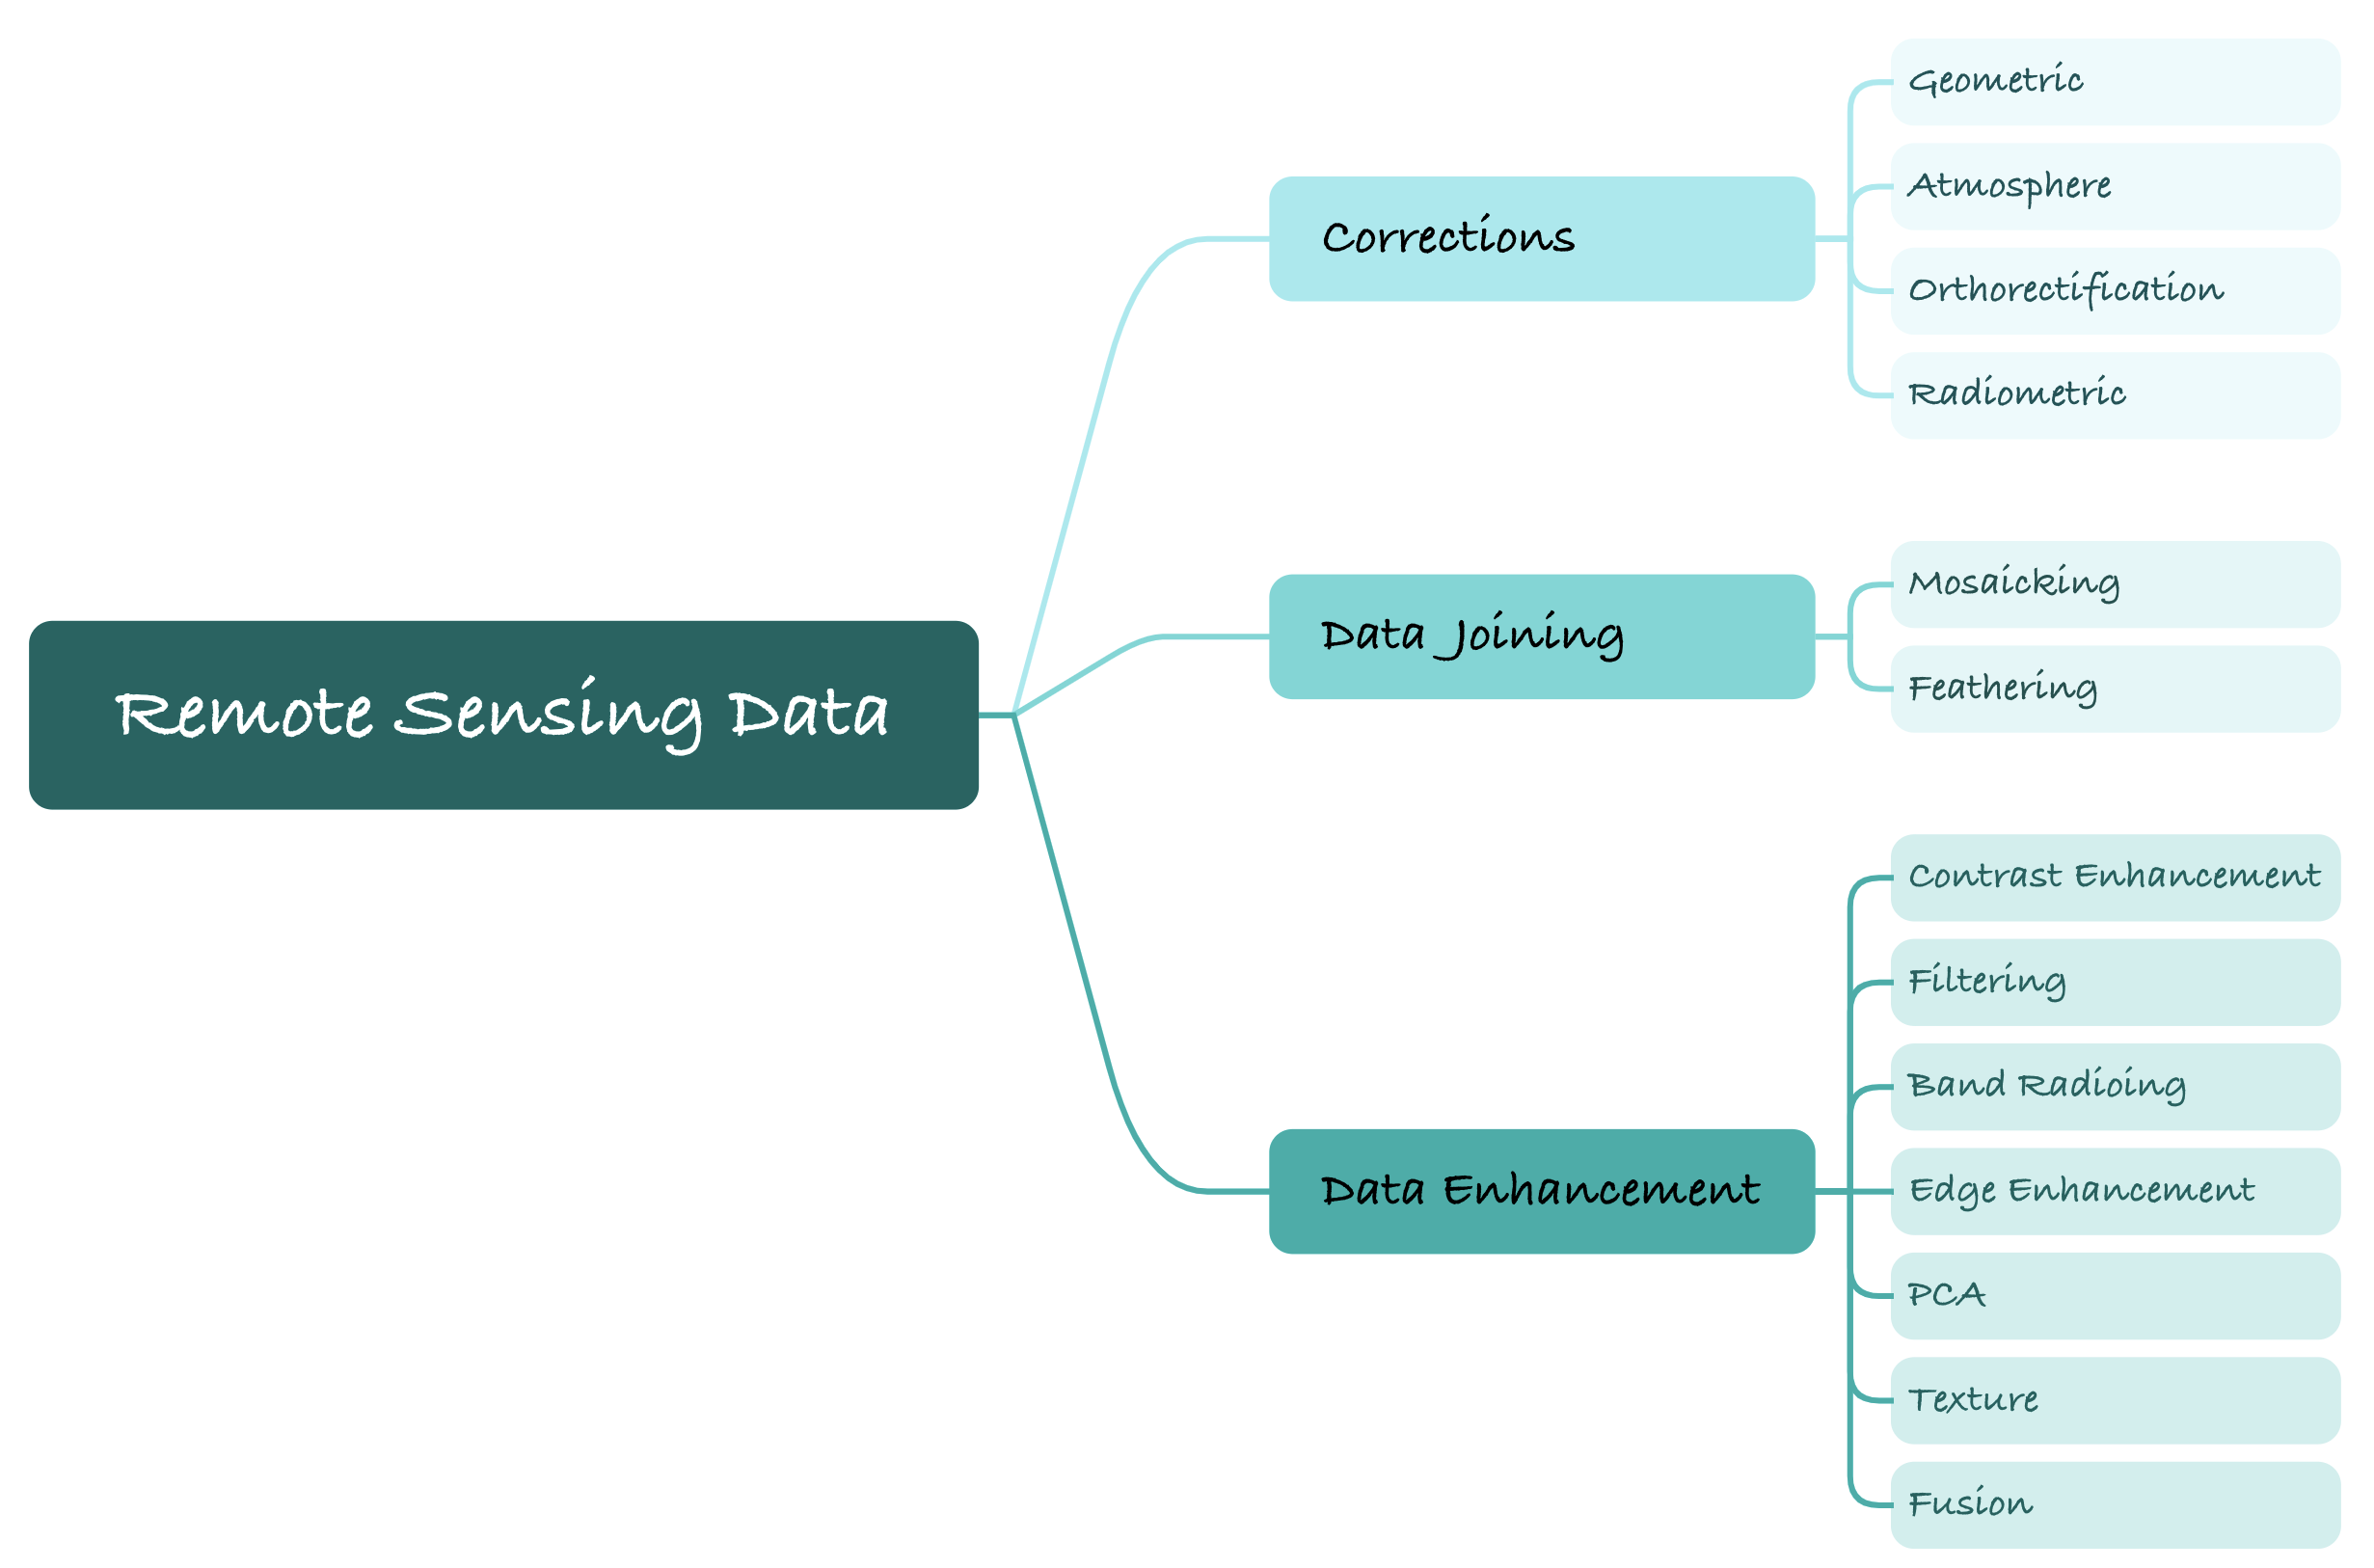 Remote Sensing Data
Corrections
Geometric
Atmosphere
Orthorectification
Radiometric
Data Joining
Mosaicking
Feathering
Data Enhancement
Contrast Enhancement
Filtering
Band Radioing
Edge Enhancement
PCA
Texture
Fusion